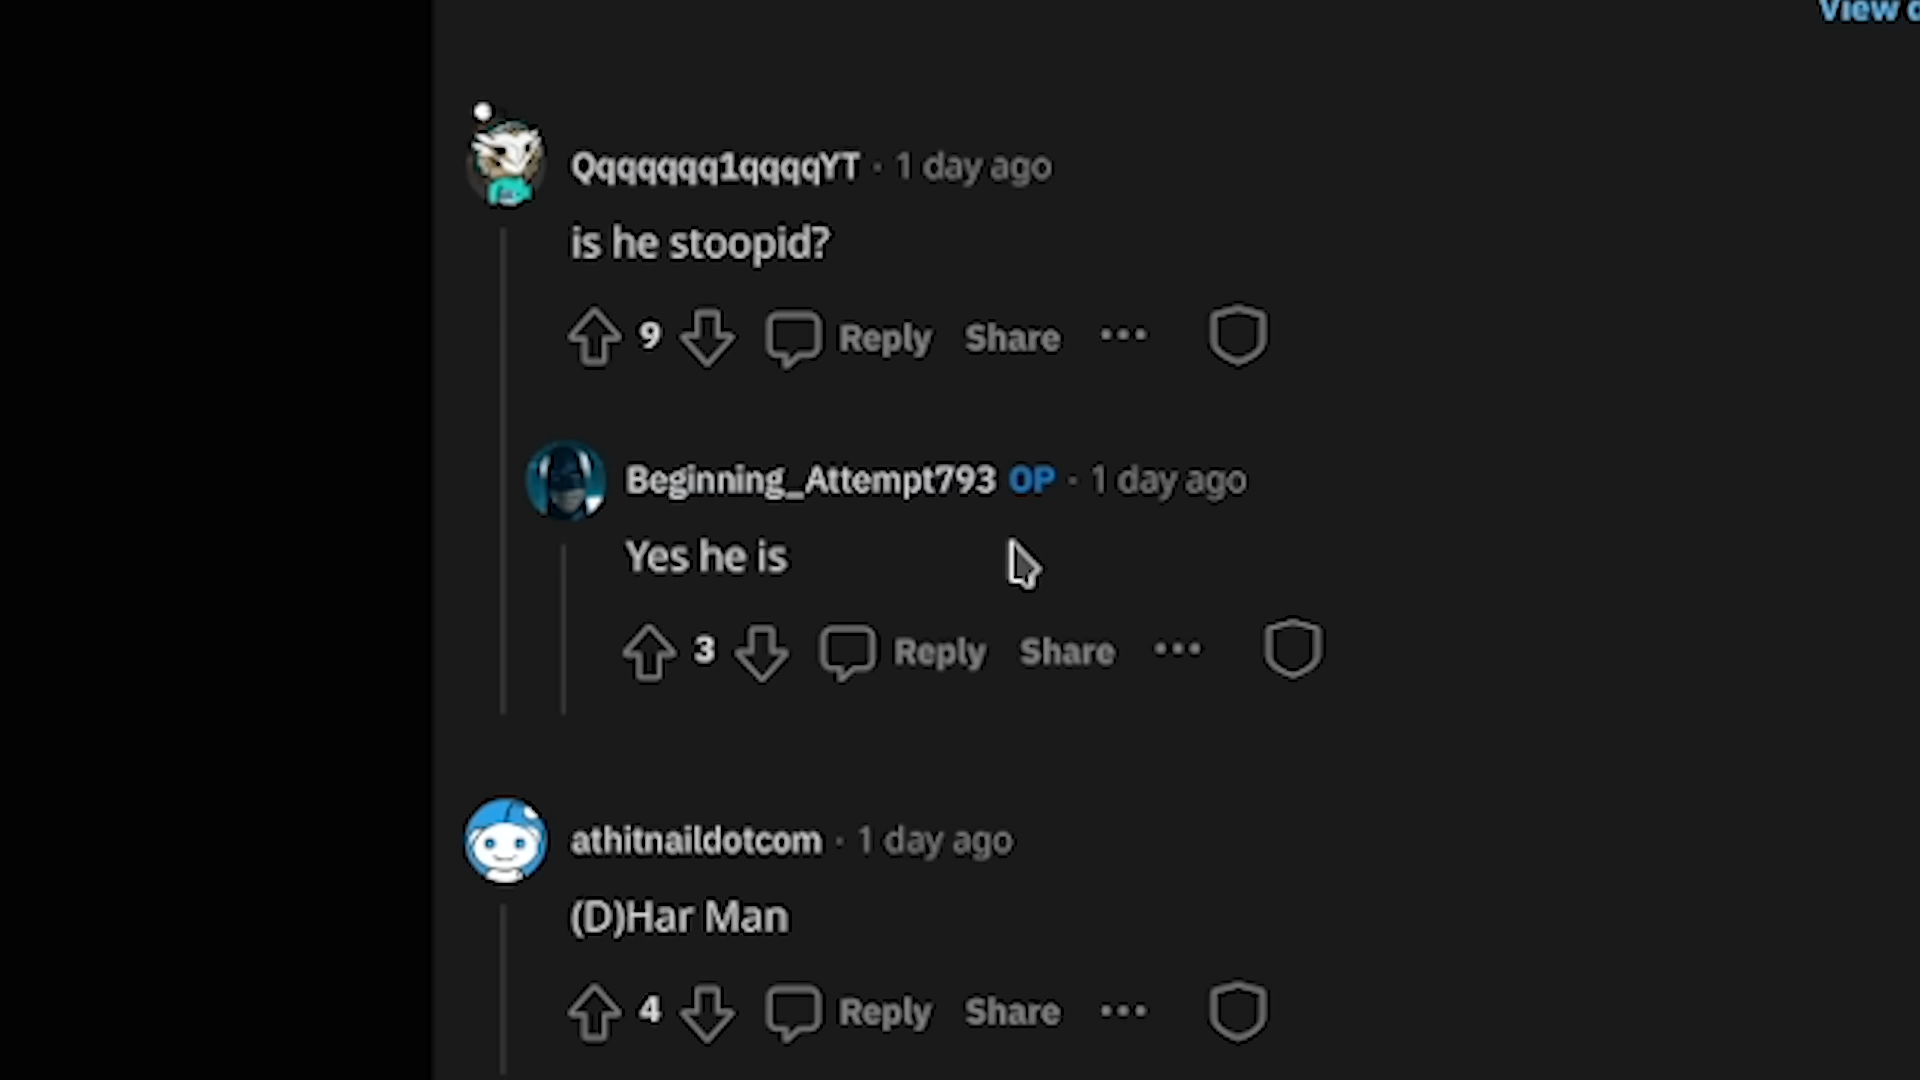 View
Qqqqqqq1qqqqYT · 1 day ago
is he stoopid?
9 Reply Share ...
Beginning_Attempt793 OP · 1 day ago
Yes he is
3 Reply Share ...
athitnaildotcom · 1 day ago
(D)Har Man
4 Reply Share ...